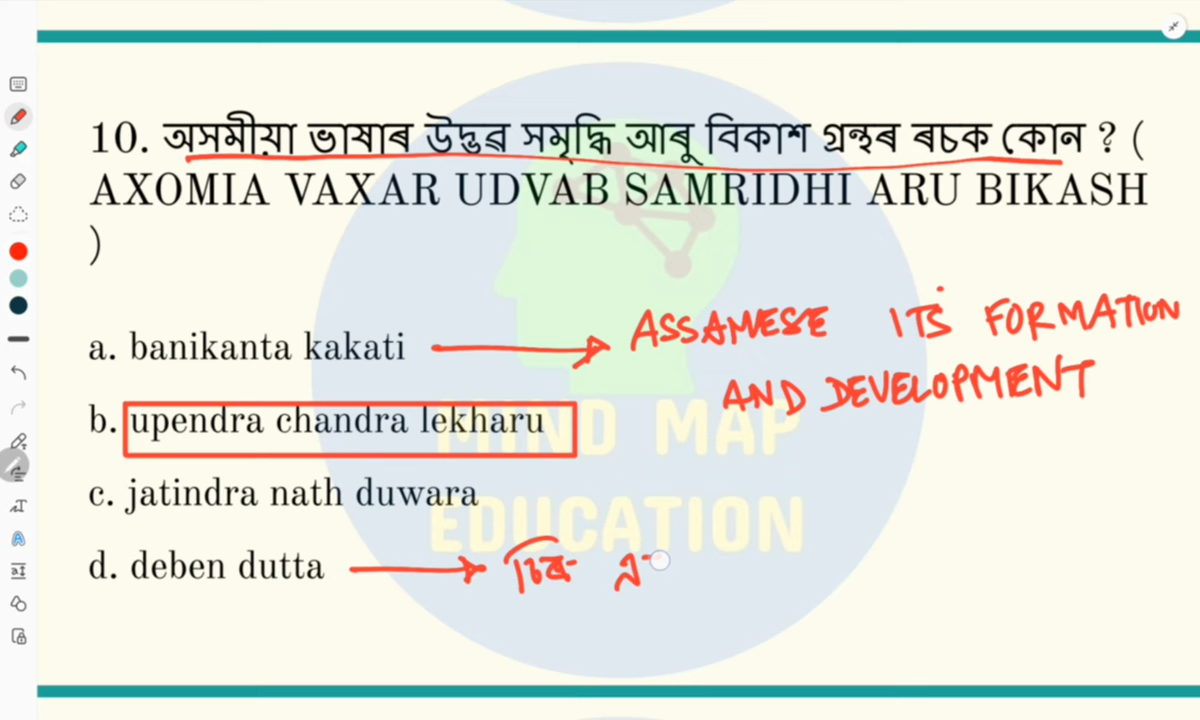 10. অসমীয়া ভাষাৰ উদ্ভৱ সমৃদ্ধি আৰু বিকাশ গ্ৰন্থৰ ৰচক কোন ? (
AXOMIA VAXAR UDVAB SAMRIDHI ARU BIKASH
)
a. banikanta kakati
ASSAMESE ITS FORMATION
AND DEVELOPMENT
b. upendra chandra lekharu
c. jatindra nath duwara
d. deben dutta
MIND MAP
EDUCATION